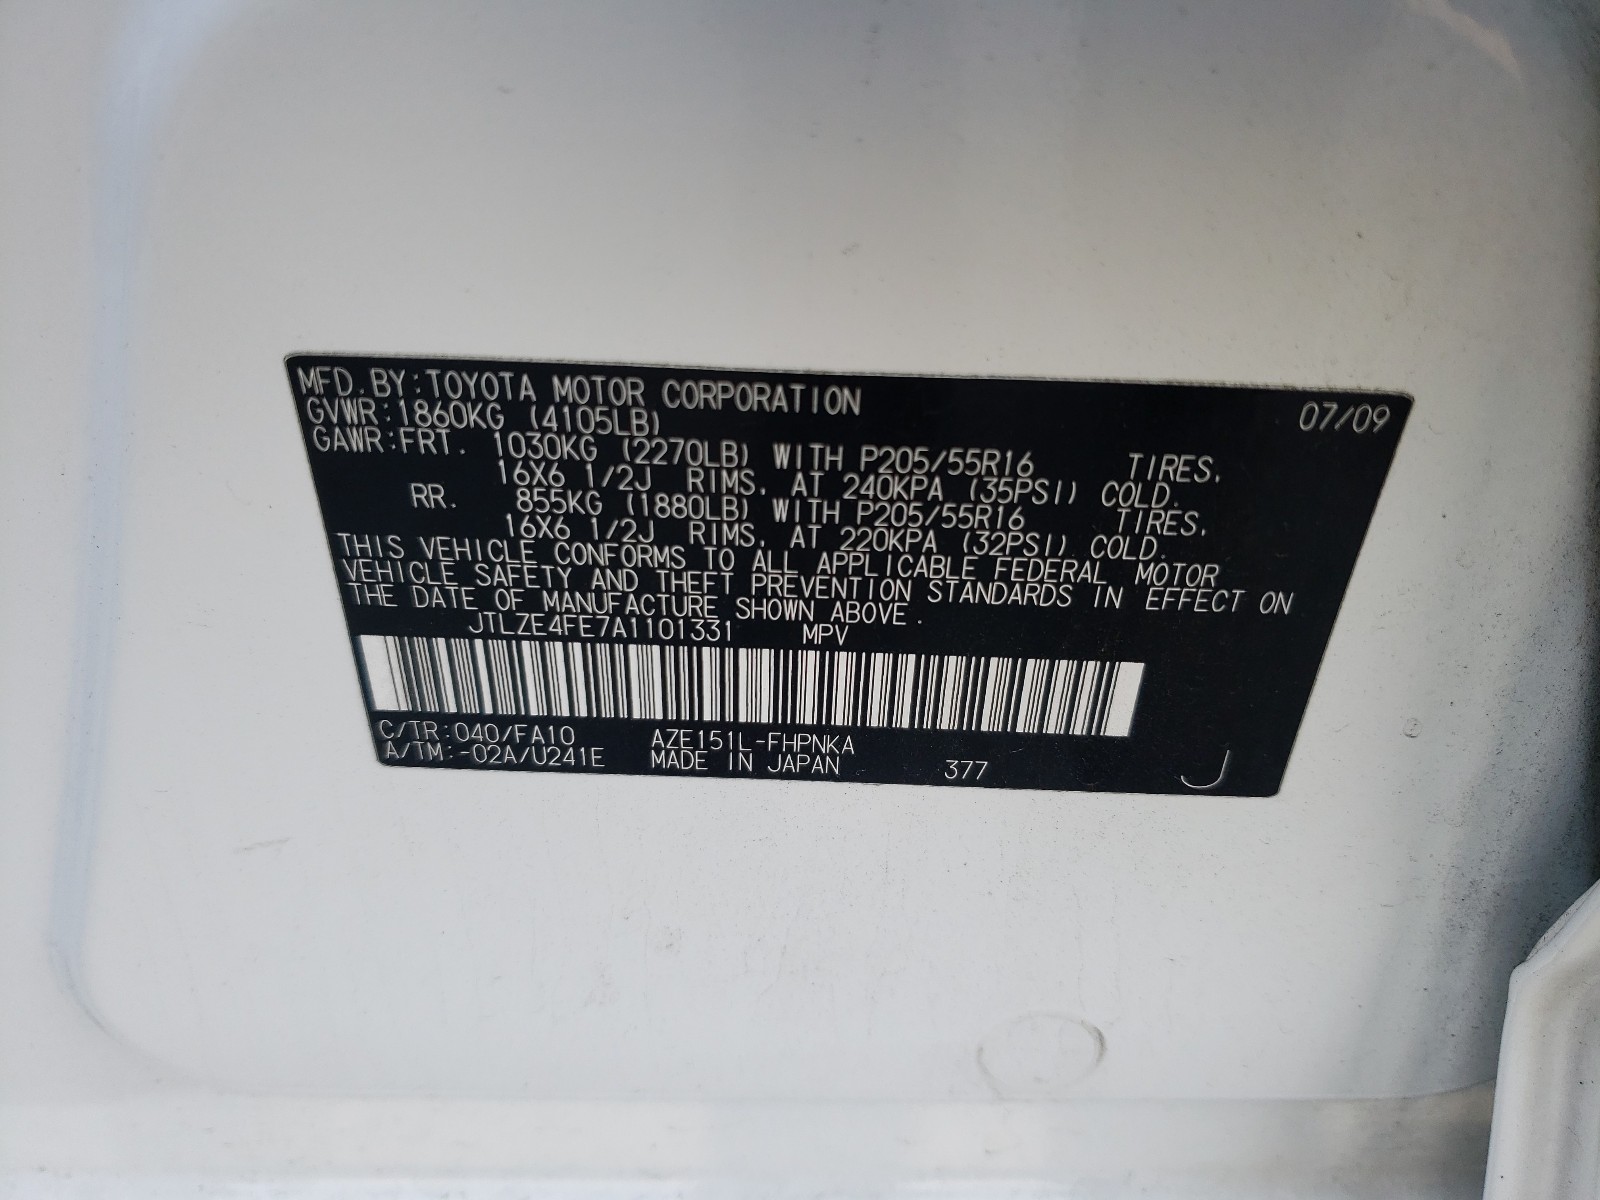 MFD.BY:TOYOTA MOTOR CORPORATION 07/09
GVWR:1860KG (4105LB)
GAWR:FRT. 1030KG (2270LB) WITH P205/55R16 TIRES,
16X6 1/2J RIMS, AT 240KPA (35PSI) COLD.
RR. 855KG (1880LB) WITH P205/55R16 TIRES,
16X6 1/2J RIMS, AT 220KPA (32PSI) COLD.
THIS VEHICLE CONFORMS TO ALL APPLICABLE FEDERAL MOTOR
VEHICLE SAFETY AND THEFT PREVENTION STANDARDS IN EFFECT ON
THE DATE OF MANUFACTURE SHOWN ABOVE.
JTLZE4FE7A1101331 MPV
C/TR:040/FA10 AZE151L-FHPNKA
A/TM:-02A/U241E MADE IN JAPAN 377 J